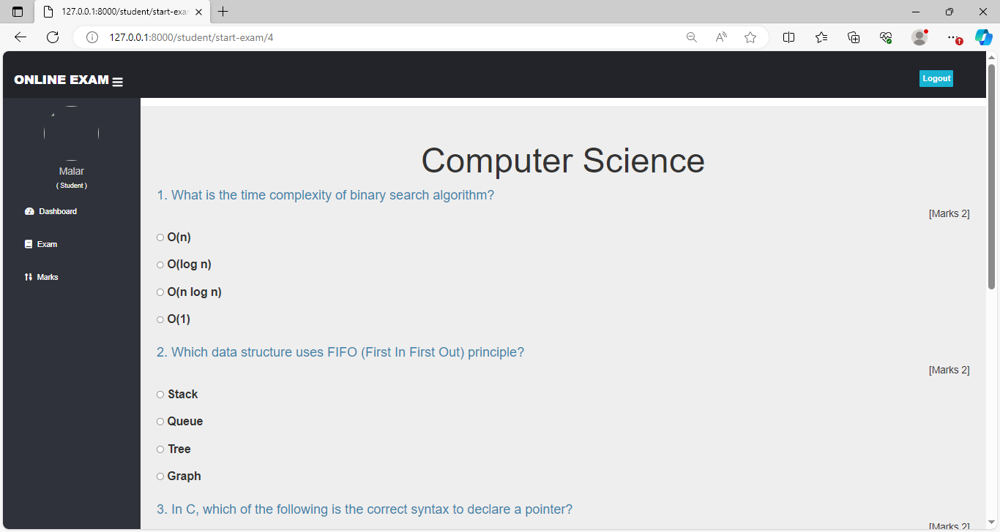 127.0.0.1:8000/student/start-exa
127.0.0.1:8000/student/start-exam/4
ONLINE EXAM
Logout
Malar
( Student )
Dashboard
Exam
Marks
Computer Science
1. What is the time complexity of binary search algorithm?
[Marks 2]
O(n)
O(log n)
O(n log n)
O(1)
2. Which data structure uses FIFO (First In First Out) principle?
[Marks 2]
Stack
Queue
Tree
Graph
3. In C, which of the following is the correct syntax to declare a pointer?
[Marks 2]